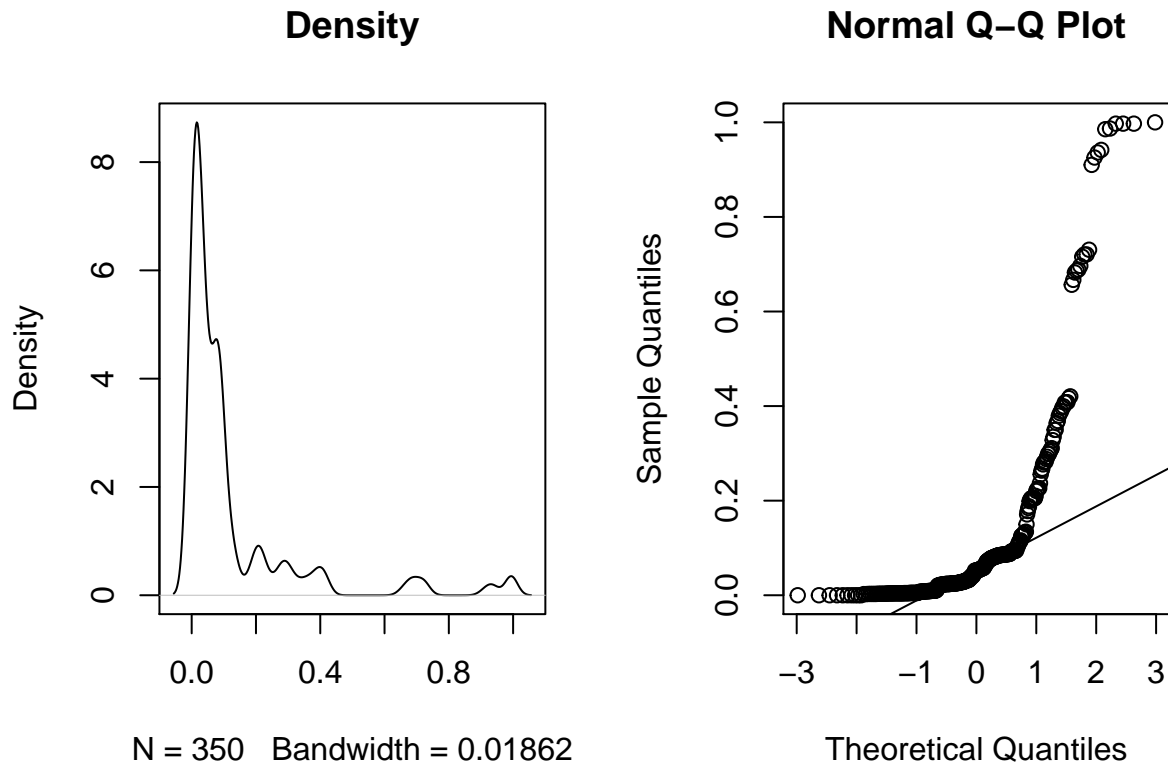 Density
Density
8
6
4
2
0
0.0 0.4 0.8
N = 350 Bandwidth = 0.01862
Normal Q−Q Plot
Sample Quantiles
1.0
0.8
0.6
0.4
0.2
0.0
−3 −1 0 1 2 3
Theoretical Quantiles